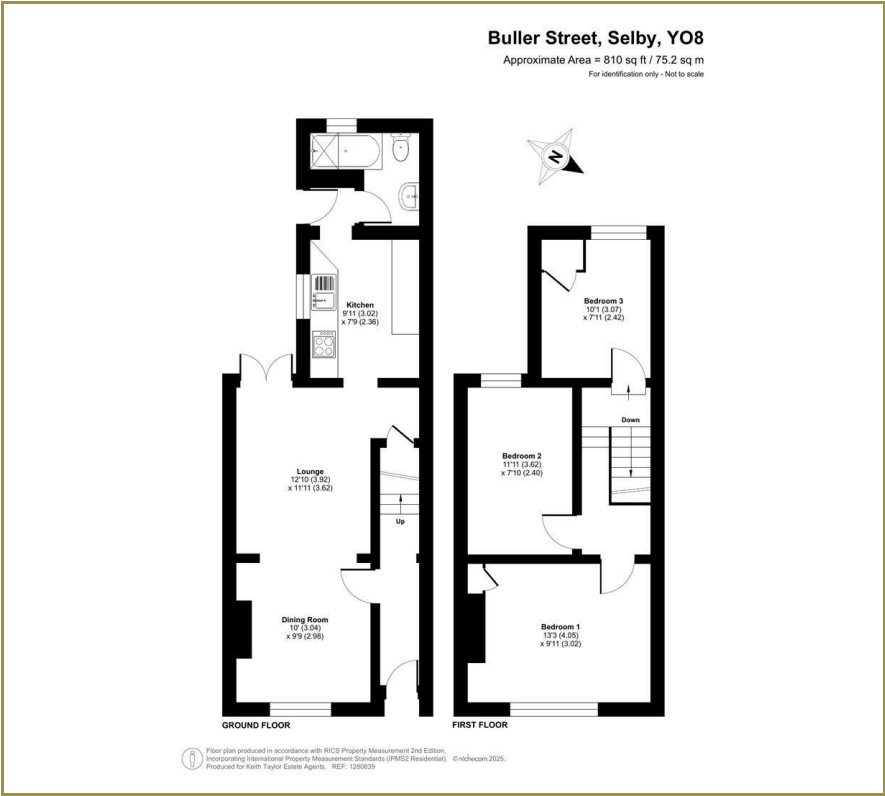 Buller Street, Selby, YO8
Approximate Area = 810 sq ft / 75.2 sq m
For identification only - Not to scale
N
Kitchen
9'11 (3.02)
x 7'9 (2.36)
Bedroom 3
10'1 (3.07)
x 7'11 (2.42)
Down
Bedroom 2
11'11 (3.62)
x 7'10 (2.40)
Lounge
12'10 (3.92)
x 11'11 (3.62)
Up
Dining Room
10' (3.04)
x 9'9 (2.98)
Bedroom 1
13'3 (4.05)
x 9'11 (3.02)
GROUND FLOOR
FIRST FLOOR
Floor plan produced in accordance with RICS Property Measurement 2nd Edition,
Incorporating International Property Measurement Standards (IPMS2 Residential). © nichecom 2025.
Produced for Keith Taylor Estate Agents. REF: 1280839